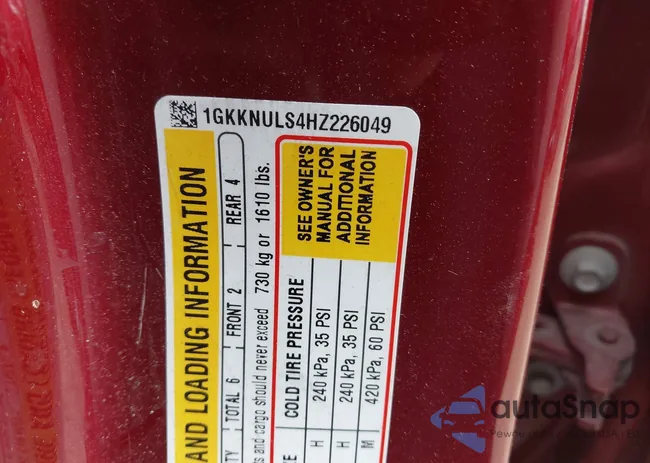 1GKKNULS4HZ226049
AND LOADING INFORMATION
TY TOTAL 6 FRONT 2 REAR 4
s and cargo should never exceed 730 kg or 1610 lbs.
COLD TIRE PRESSURE
SEE OWNER'S
MANUAL FOR
ADDITIONAL
INFORMATION
H 240 kPa, 35 PSI
H 240 kPa, 35 PSI
M 420 kPa, 60 PSI
autoSnap